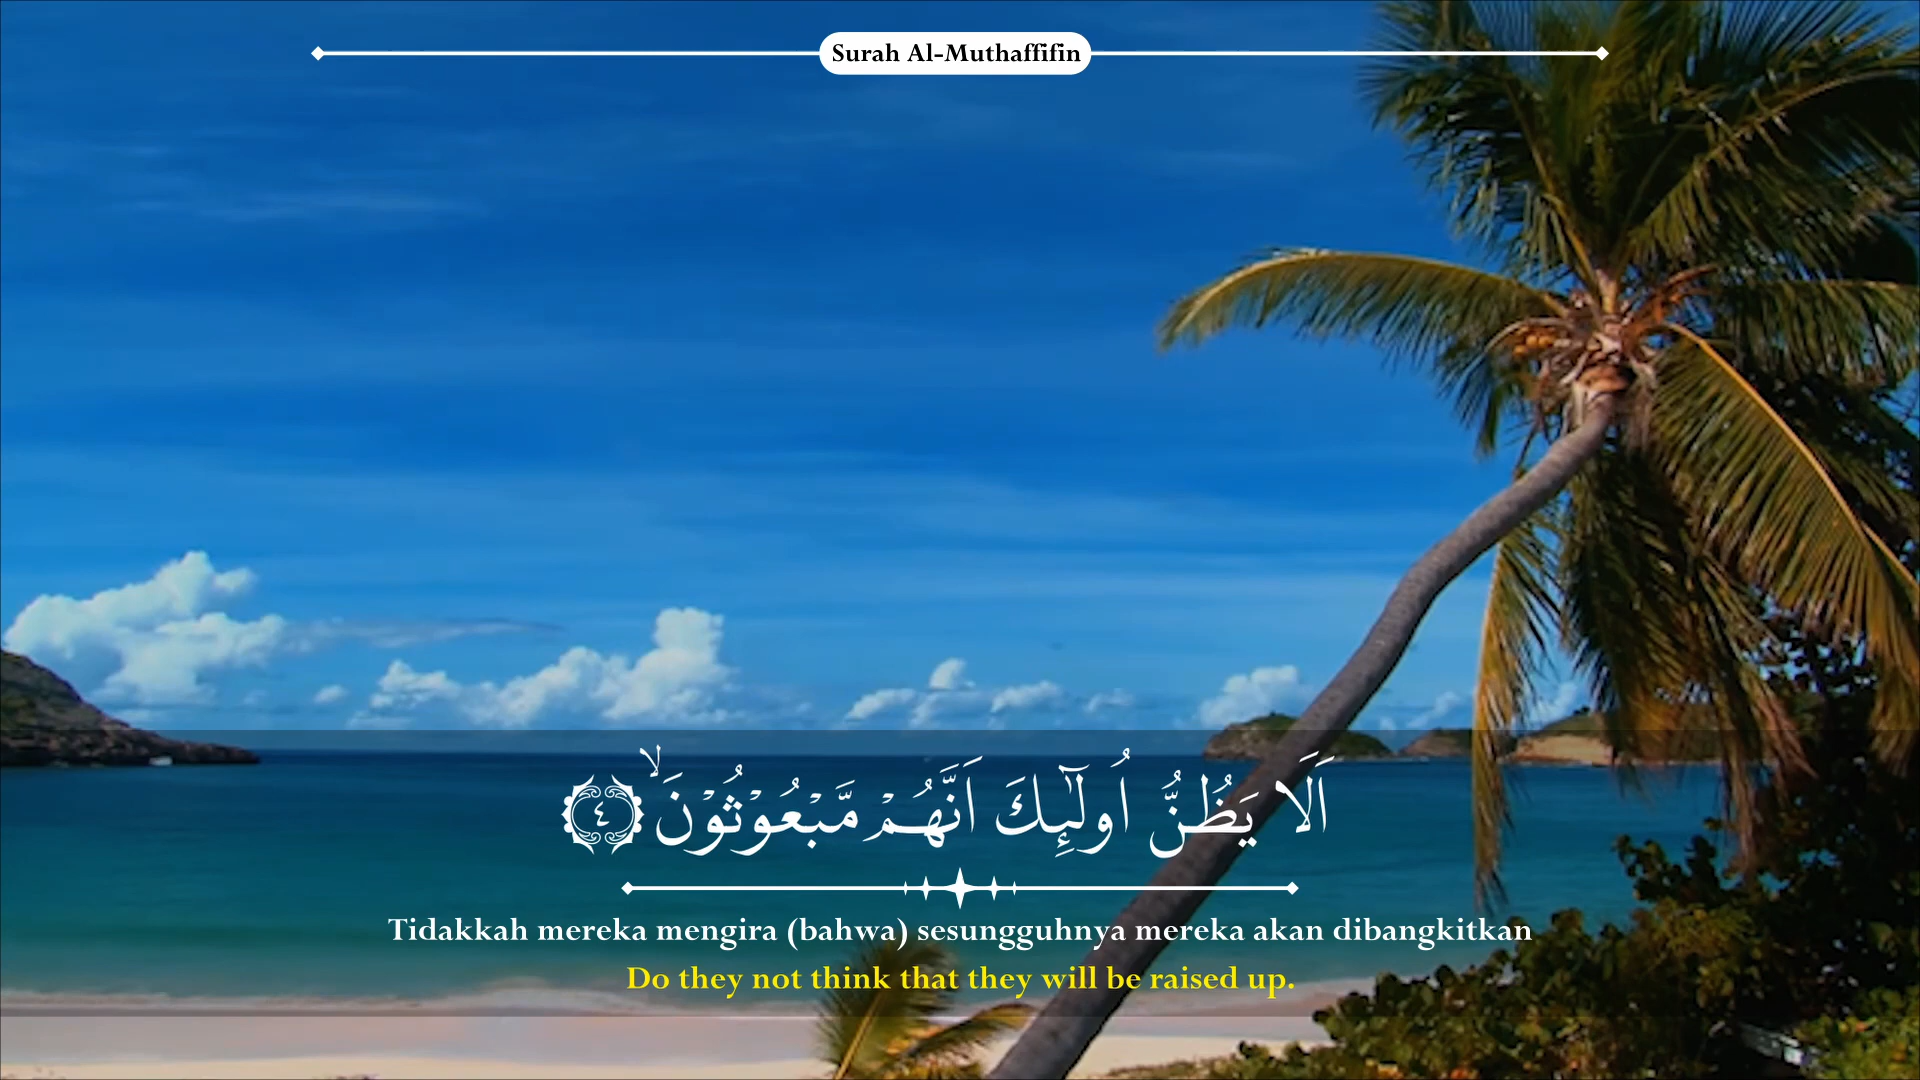 Surah Al-Muthaffifin
اَلَا يَظُنُّ اُولٰۤىِٕكَ اَنَّهُمْ مَّبْعُوْثُوْنَۙ ٤
Tidakkah mereka mengira (bahwa) sesungguhnya mereka akan dibangkitkan
Do they not think that they will be raised up.